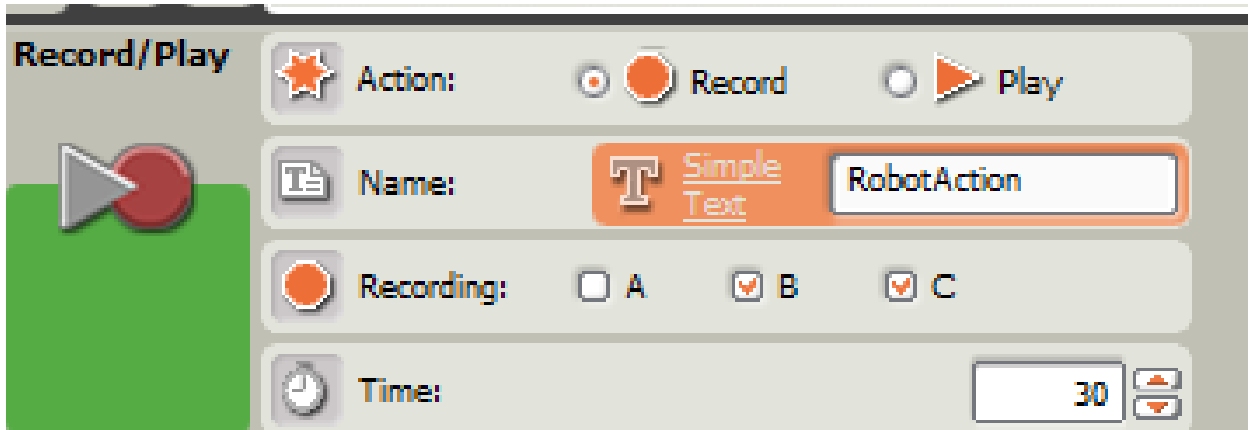 Record/Play
Action: Record Play
Name: T Simple Text RobotAction
Recording: A B C
Time: 30